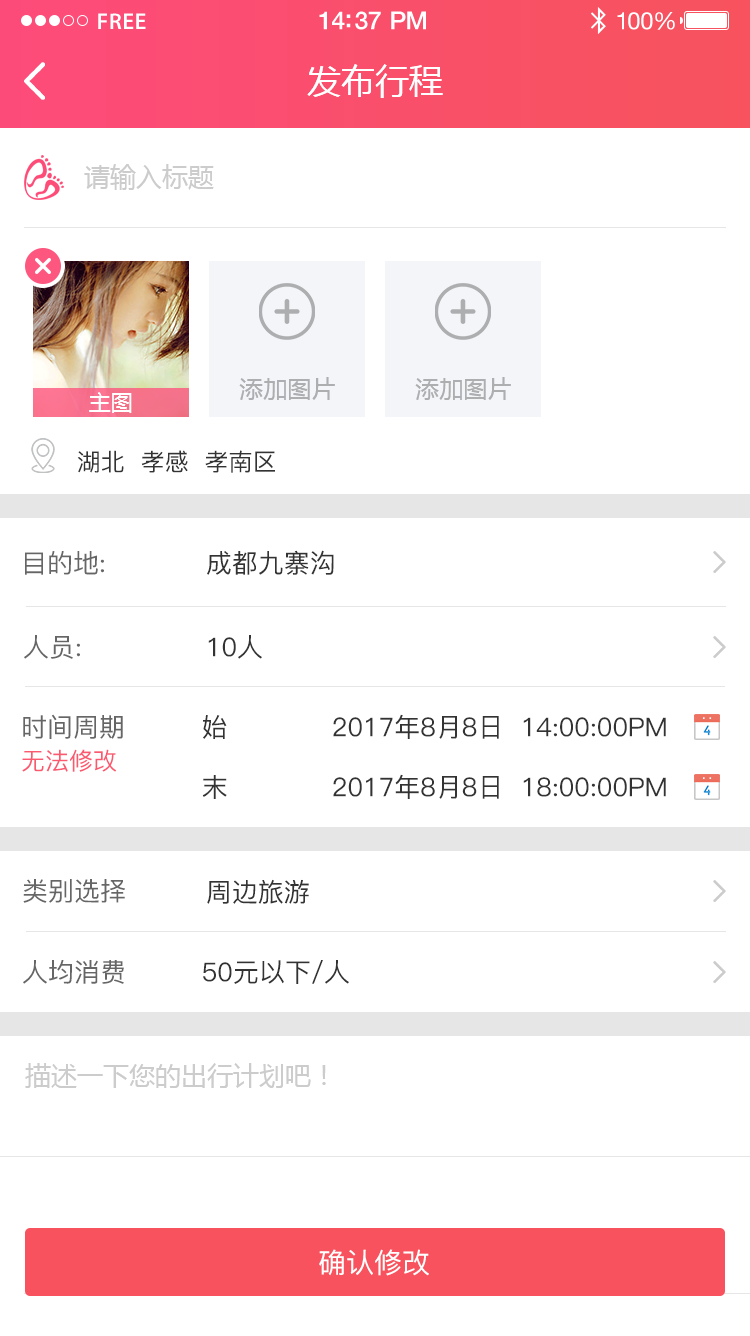 FREE 14:37 PM 100%
发布行程
请输入标题
主图 添加图片 添加图片
湖北 孝感 孝南区
目的地: 成都九寨沟
人员: 10人
时间周期 始 2017年8月8日 14:00:00PM 4
无法修改
末 2017年8月8日 18:00:00PM 4
类别选择 周边旅游
人均消费 50元以下/人
描述一下您的出行计划吧！
确认修改